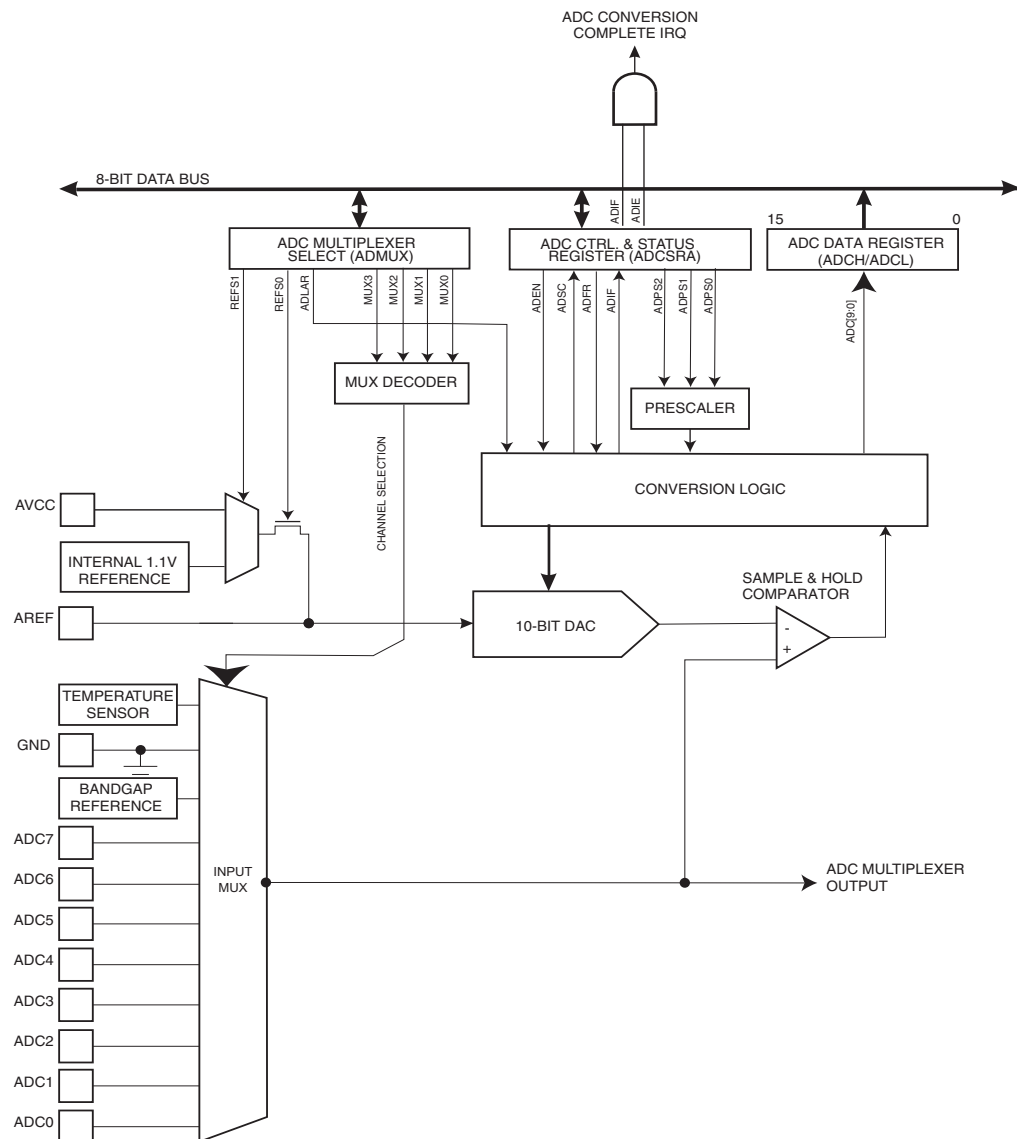 ADC CONVERSION
COMPLETE IRQ
8-BIT DATA BUS
ADIF
ADIE
15
0
ADC MULTIPLEXER
SELECT (ADMUX)
ADC CTRL. & STATUS
REGISTER (ADCSRA)
ADC DATA REGISTER
(ADCH/ADCL)
REFS1
REFS0
ADLAR
MUX3
MUX2
MUX1
MUX0
ADEN
ADSC
ADFR
ADIF
ADPS2
ADPS1
ADPS0
ADC[9:0]
MUX DECODER
PRESCALER
CHANNEL SELECTION
CONVERSION LOGIC
AVCC
INTERNAL 1.1V
REFERENCE
SAMPLE & HOLD
COMPARATOR
AREF
10-BIT DAC
-
+
TEMPERATURE
SENSOR
GND
BANDGAP
REFERENCE
ADC7
ADC6
ADC5
ADC4
ADC3
ADC2
ADC1
ADC0
INPUT
MUX
ADC MULTIPLEXER
OUTPUT